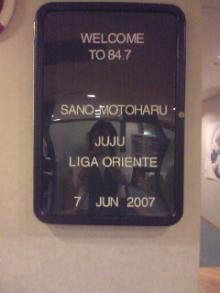 WELCOME
TO 84.7
SANO MOTOHARU
JUJU
LIGA ORIENTE
7 JUN 2007